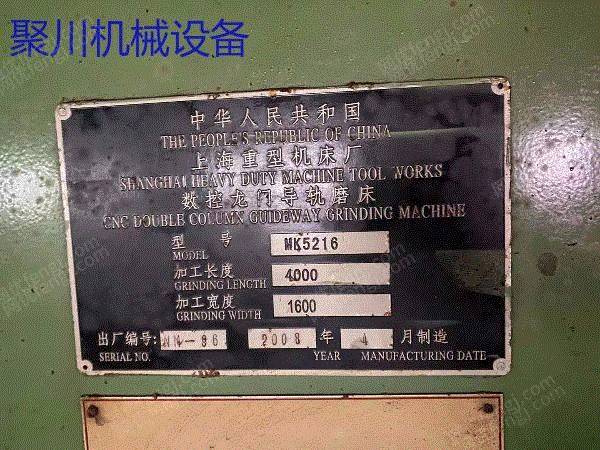 聚川机械设备
中华人民共和国
THE PEOPLE'S REPUBLIC OF CHINA
上海重型机床厂
SHANGHAI HEAVY DUTY MACHINE TOOL WORKS
数控龙门导轨磨床
CNC DOUBLE COLUMN GUIDEWAY GRINDING MACHINE
型 号 MK5216
MODEL
加工长度 4000
GRINDING LENGTH
加工宽度 1600
GRINDING WIDTH
出厂编号: 2008 年 4 月制造
SERIAL NO. YEAR MANUFACTURING DATE